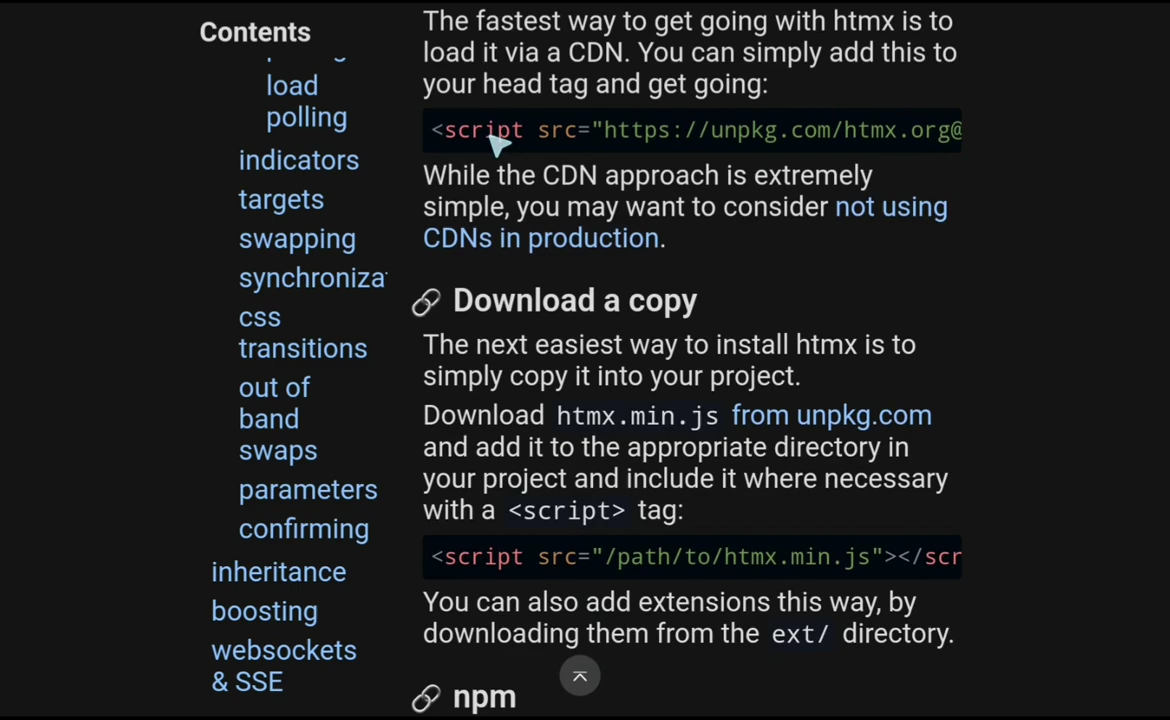 Contents
load
polling
indicators
targets
swapping
synchroniza
css
transitions
out of
band
swaps
parameters
confirming
inheritance
boosting
websockets
& SSE
The fastest way to get going with htmx is to
load it via a CDN. You can simply add this to
your head tag and get going:
<script src="https://unpkg.com/htmx.org@
While the CDN approach is extremely
simple, you may want to consider not using
CDNs in production.
Download a copy
The next easiest way to install htmx is to
simply copy it into your project.
Download htmx.min.js from unpkg.com
and add it to the appropriate directory in
your project and include it where necessary
with a <script> tag:
<script src="/path/to/htmx.min.js"></scr
You can also add extensions this way, by
downloading them from the ext/ directory.
npm